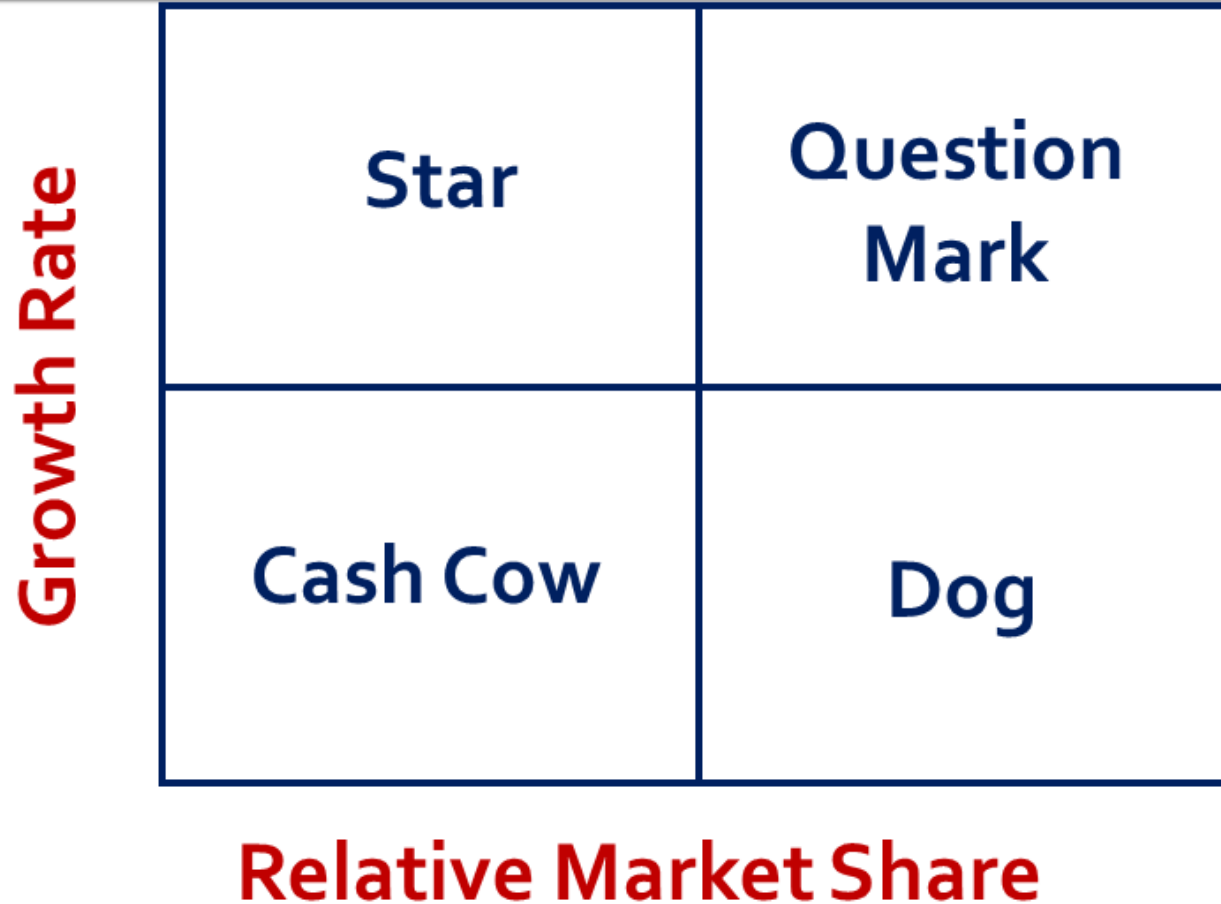 Growth Rate
Star
Question
Mark
Cash Cow
Dog
Relative Market Share